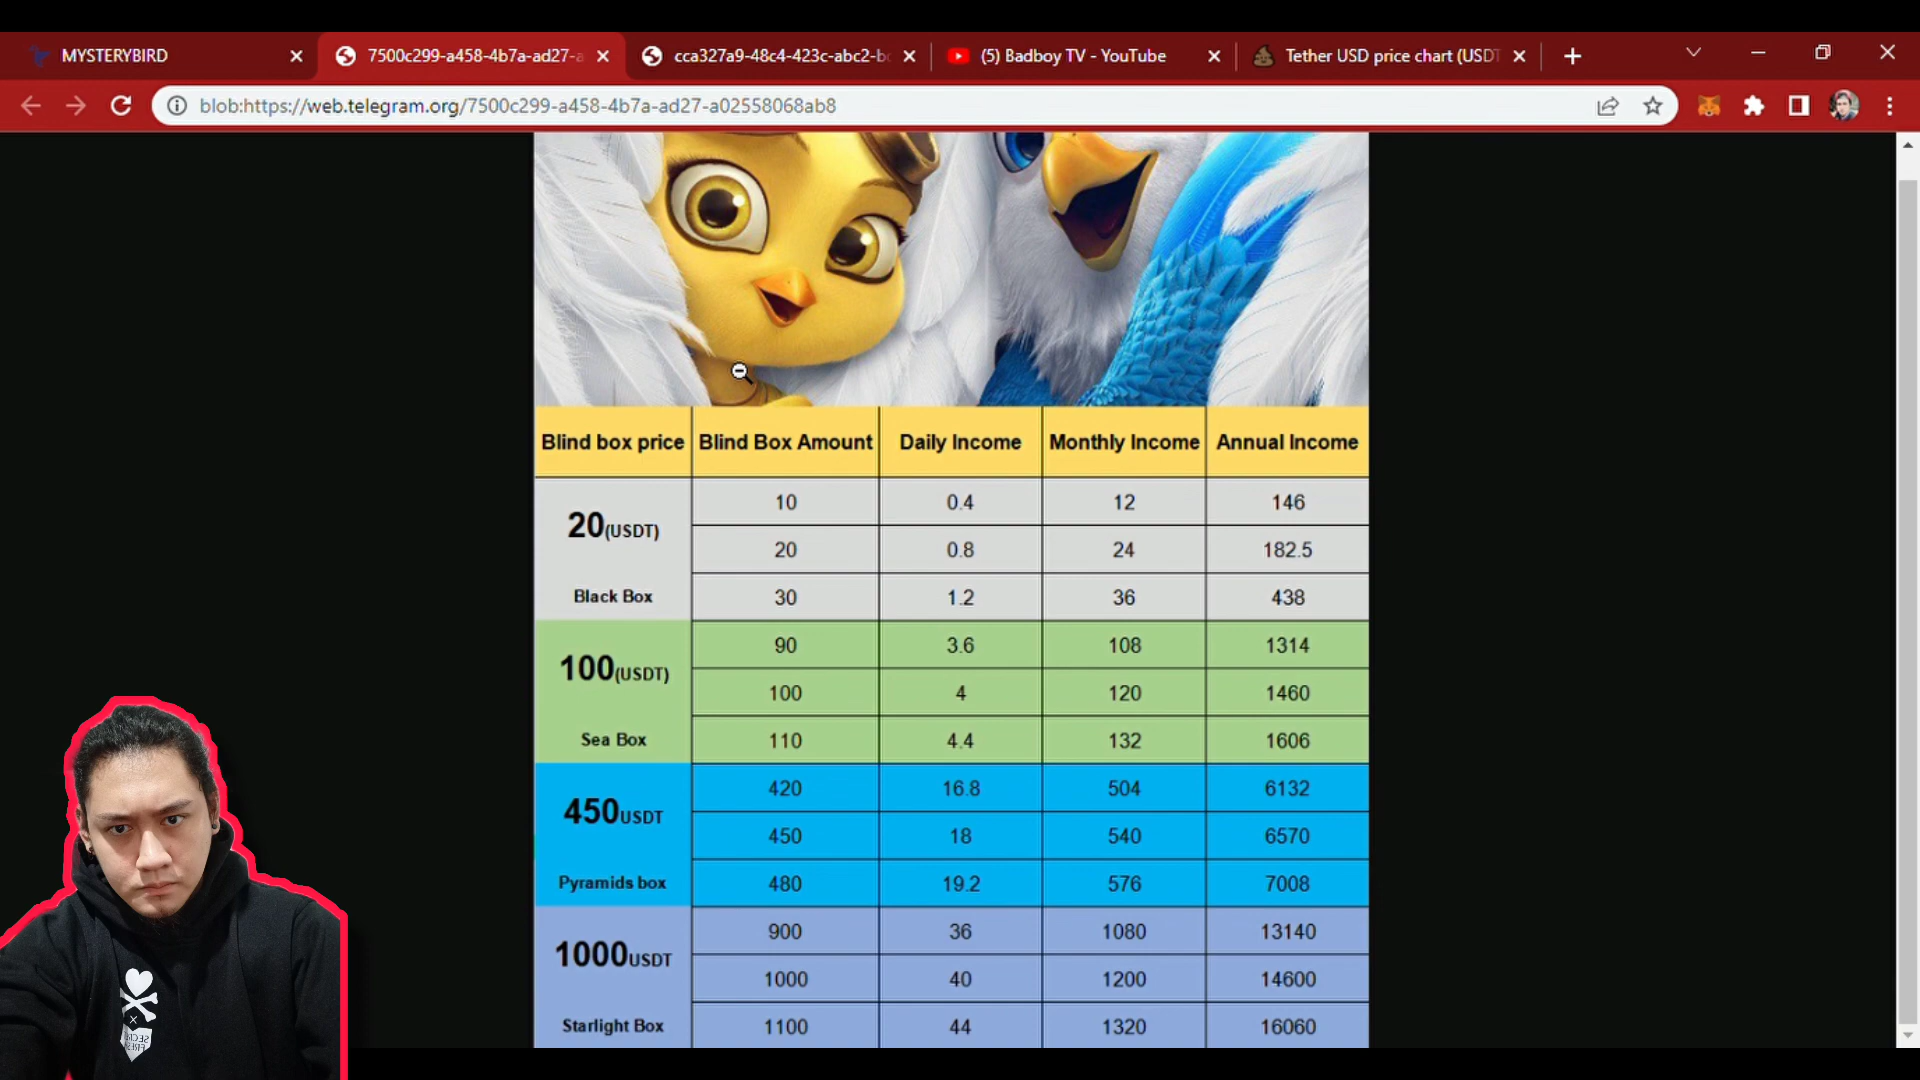 MYSTERYBIRD
7500c299-a458-4b7a-ad27-a
cca327a9-48c4-423c-abc2-bc
(5) Badboy TV - YouTube
Tether USD price chart (USDT
blob:https://web.telegram.org/7500c299-a458-4b7a-ad27-a02558068ab8
Blind box price Blind Box Amount Daily Income Monthly Income Annual Income
20(USDT)
Black Box
10 0.4 12 146
20 0.8 24 182.5
30 1.2 36 438
100(USDT)
Sea Box
90 3.6 108 1314
100 4 120 1460
110 4.4 132 1606
450USDT
Pyramids box
420 16.8 504 6132
450 18 540 6570
480 19.2 576 7008
1000USDT
Starlight Box
900 36 1080 13140
1000 40 1200 14600
1100 44 1320 16060